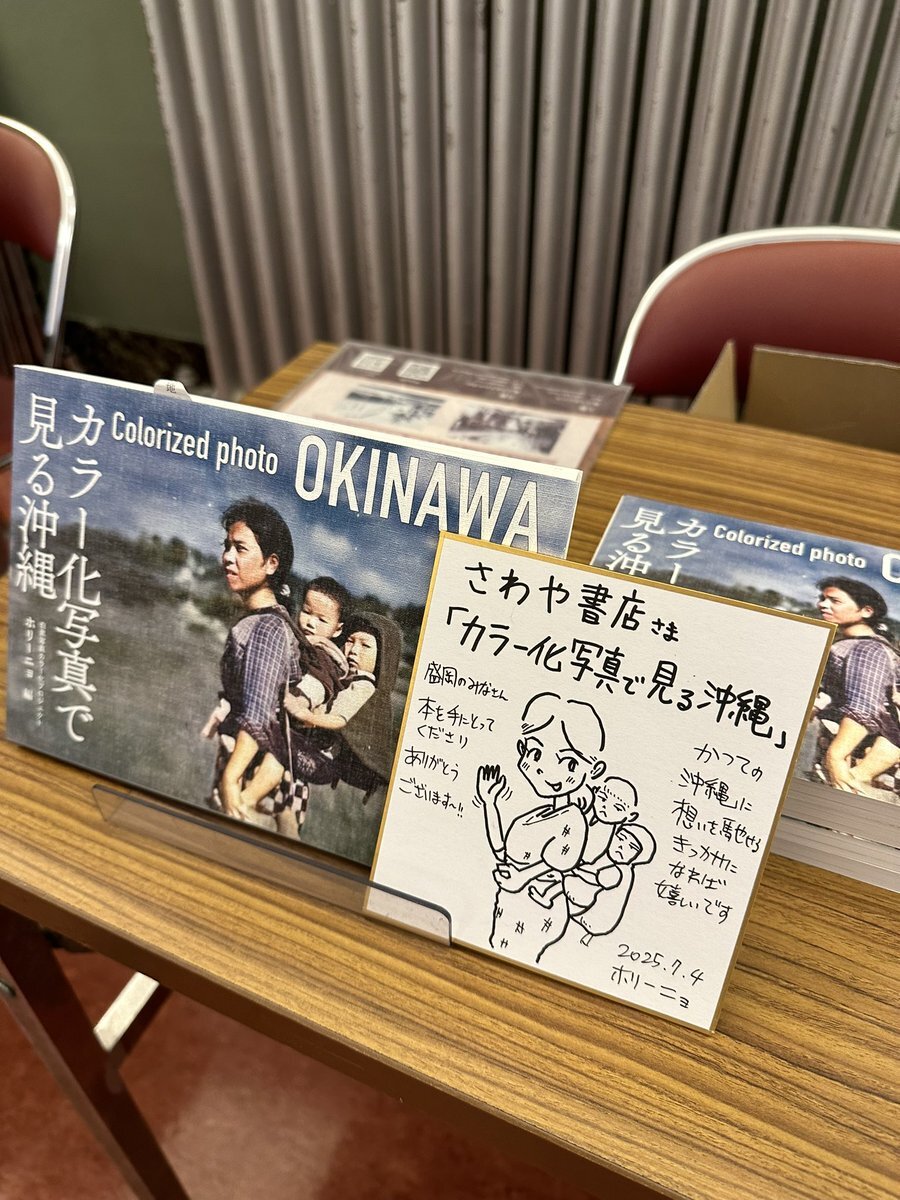 カラー化写真で
見る沖縄
Colorized photo
OKINAWA
ホリーニョ 編
さわや書店さま
「カラー化写真で見る沖縄」
盛岡のみなさん
本を手にとって
くださり
ありがとう
ございます〜!!
かつての
沖縄に
想いを馳せる
きっかけに
なれば
嬉しいです
2025.7.4
ホリーニョ
カラー
見る沖
Colorized photo